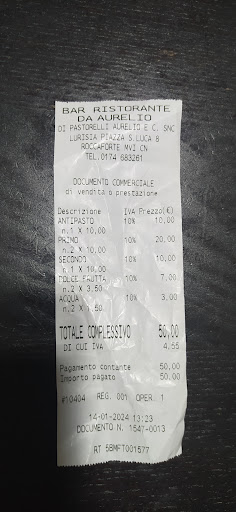 BAR RISTORANTE
DA AURELIO
DI PASTORELLI AURELIO E C. SNC
LURISIA PIAZZA S.LUCA 8
ROCCAFORTE MVI CN
TEL.0174 683261
DOCUMENTO COMMERCIALE
di vendita o prestazione
Descrizione IVA Prezzo(€)
ANTIPASTO 10% 10,00
n.1 X 10,00
PRIMO 10% 20,00
n.2 X 10,00
SECONDO 10% 10,00
n.1 X 10,00
DOLCE FRUTTA 10% 7,00
n.2 X 3,50
ACQUA 10% 3,00
n.2 X 1,50
TOTALE COMPLESSIVO 50,00
DI CUI IVA 4,55
Pagamento contante 50,00
Importo pagato 50,00
#10404 REG. 001 OPER. 1
14-01-2024 13:23
DOCUMENTO N. 1547-0013
RT 5BMFT001577